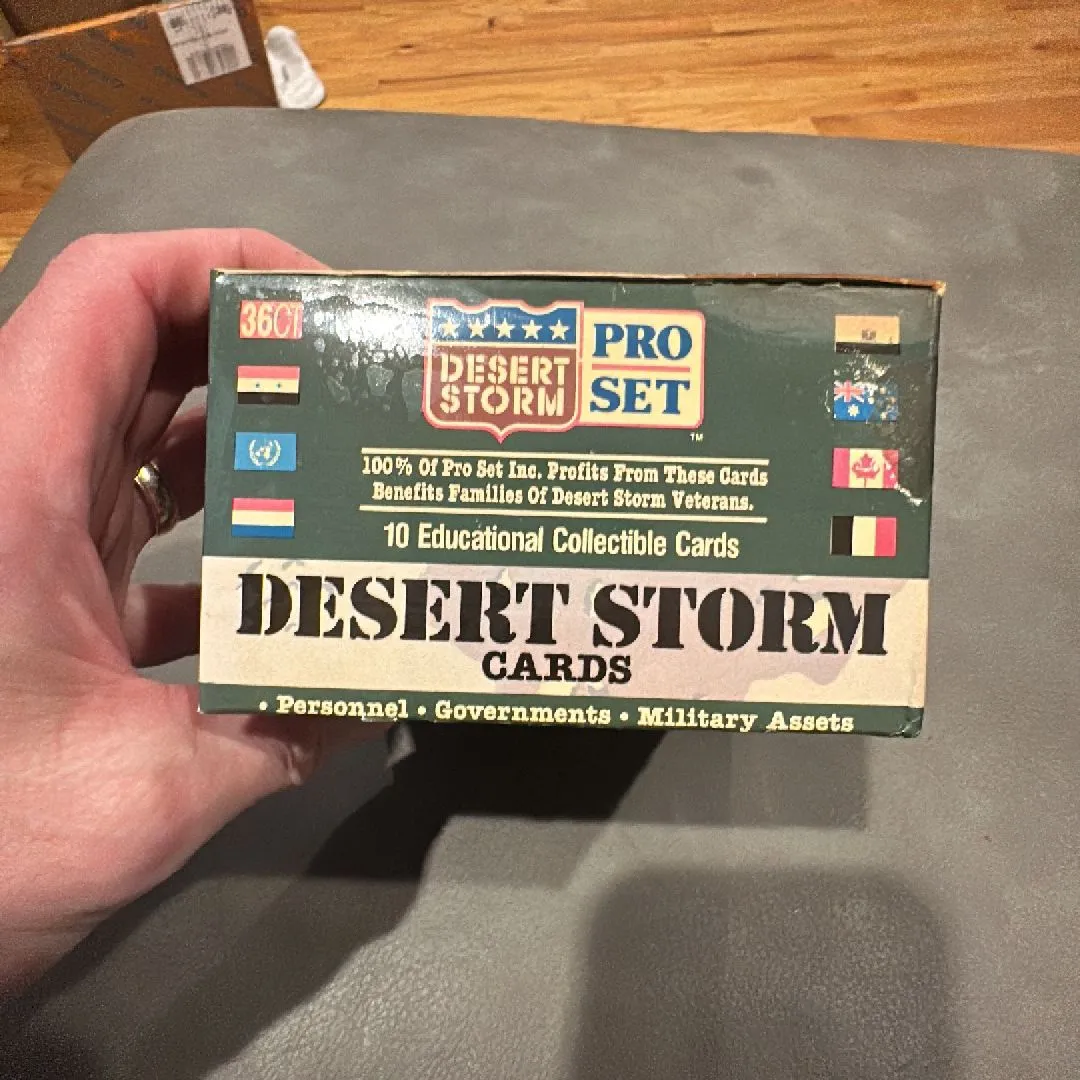 36CT
DESERT
STORM
PRO
SET
TM
100% Of Pro Set Inc. Profits From These Cards
Benefits Families Of Desert Storm Veterans.
10 Educational Collectible Cards
DESERT STORM
CARDS
• Personnel • Governments • Military Assets